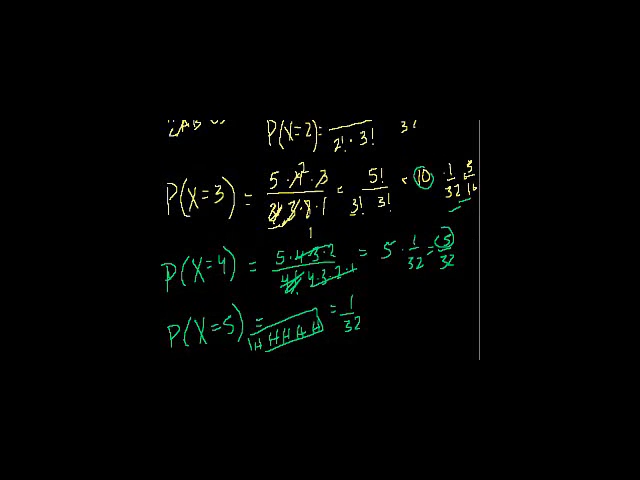 P(X=2)= / 2! · 3!
P(X=3) = 5·4·3 / 3·2·1 = 5! / 3! 3! = 10 · 1/32 5/16
1
P(X=4) = 5·4·3·2 / 4·3·2·1 = 5 · 1/32 = (5)/32
P(X=5) = HHHHH = 1/32